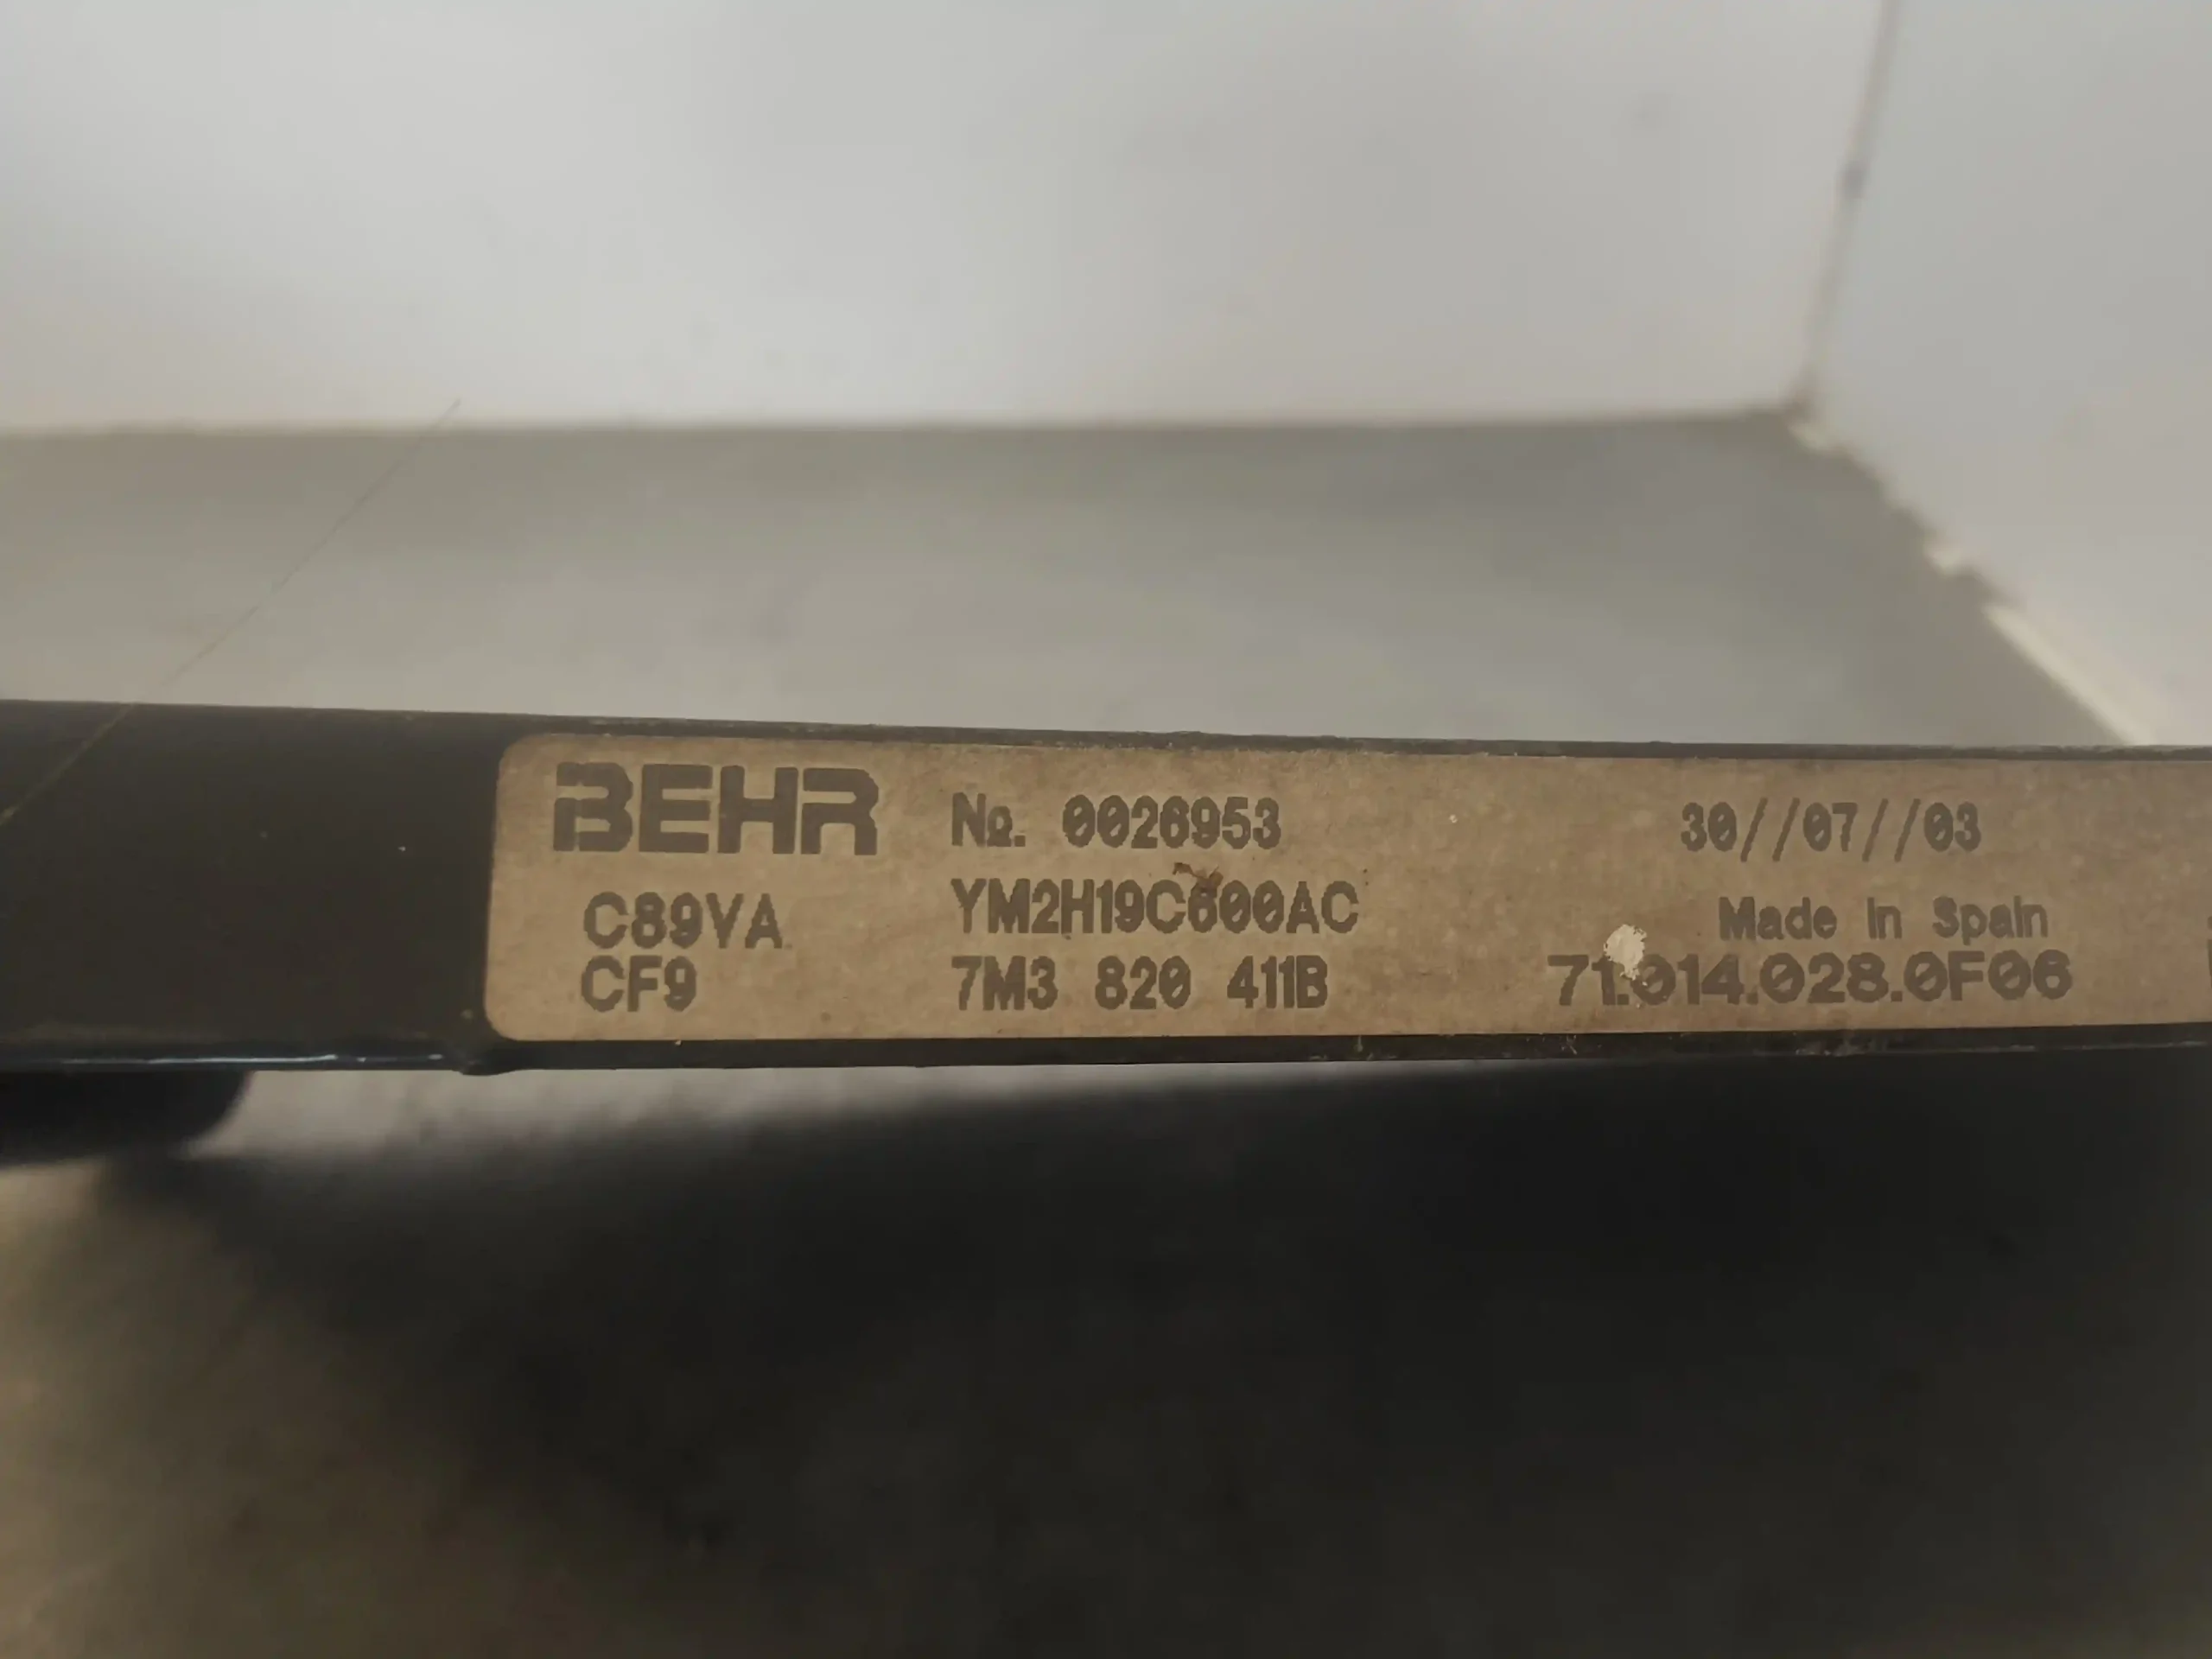 BEHR No. 0026953 30//07//03
C89VA YM2H19C600AC Made in Spain
CF9 7M3 820 411B 71.014.028.0F06